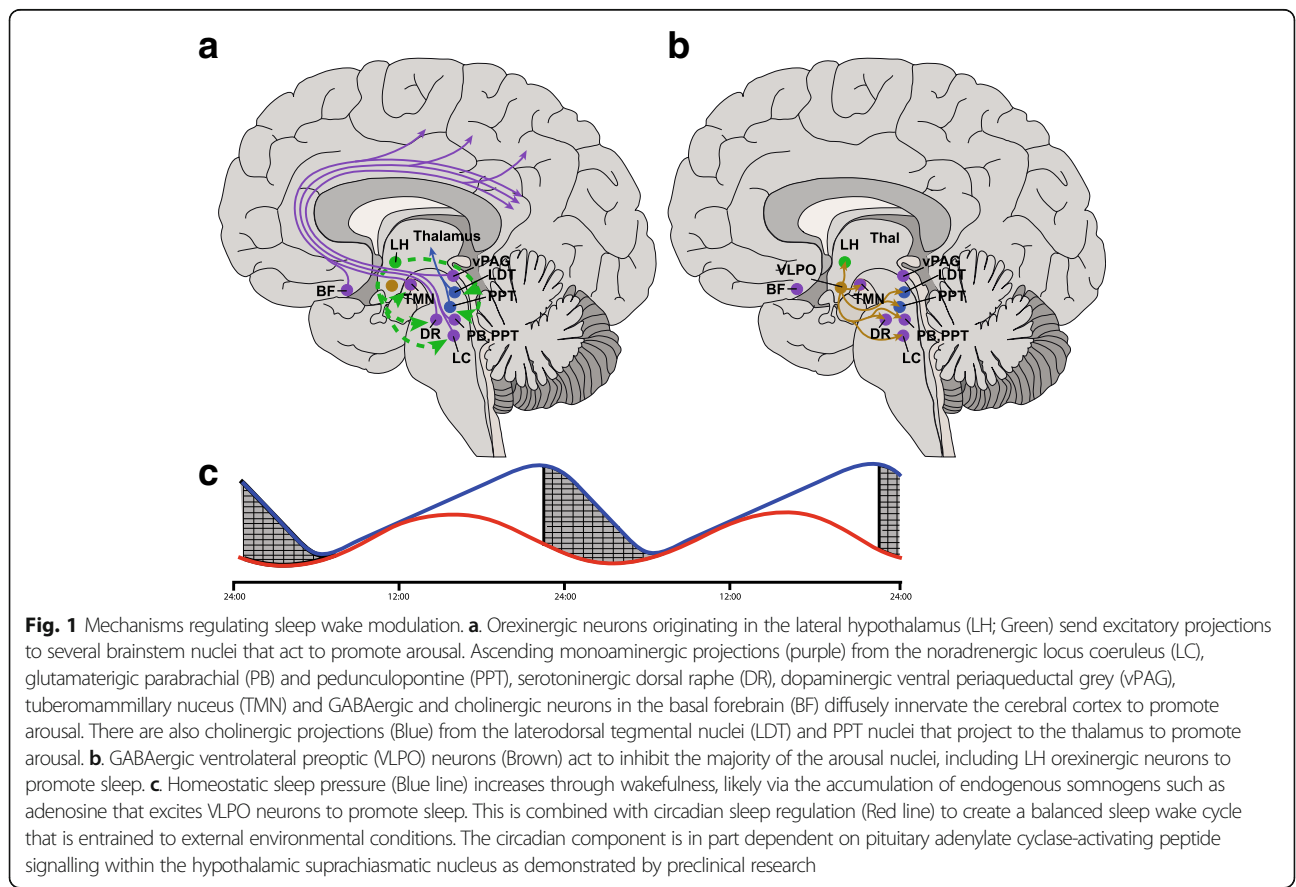 a
b
LH
Thalamus
vPAG
LDT
BF
TMN
PPT
DR
PB,PPT
LC
LH
Thal
vPAG
VLPO
LDT
BF
TMN
PPT
DR
PB,PPT
LC
c
24:00 12:00 24:00 12:00 24:00
Fig. 1 Mechanisms regulating sleep wake modulation. a. Orexinergic neurons originating in the lateral hypothalamus (LH; Green) send excitatory projections
to several brainstem nuclei that act to promote arousal. Ascending monoaminergic projections (purple) from the noradrenergic locus coeruleus (LC),
glutamaterigic parabrachial (PB) and pedunculopontine (PPT), serotoninergic dorsal raphe (DR), dopaminergic ventral periaqueductal grey (vPAG),
tuberomammillary nuceus (TMN) and GABAergic and cholinergic neurons in the basal forebrain (BF) diffusely innervate the cerebral cortex to promote
arousal. There are also cholinergic projections (Blue) from the laterodorsal tegmental nuclei (LDT) and PPT nuclei that project to the thalamus to promote
arousal. b. GABAergic ventrolateral preoptic (VLPO) neurons (Brown) act to inhibit the majority of the arousal nuclei, including LH orexinergic neurons to
promote sleep. c. Homeostatic sleep pressure (Blue line) increases through wakefulness, likely via the accumulation of endogenous somnogens such as
adenosine that excites VLPO neurons to promote sleep. This is combined with circadian sleep regulation (Red line) to create a balanced sleep wake cycle
that is entrained to external environmental conditions. The circadian component is in part dependent on pituitary adenylate cyclase-activating peptide
signalling within the hypothalamic suprachiasmatic nucleus as demonstrated by preclinical research